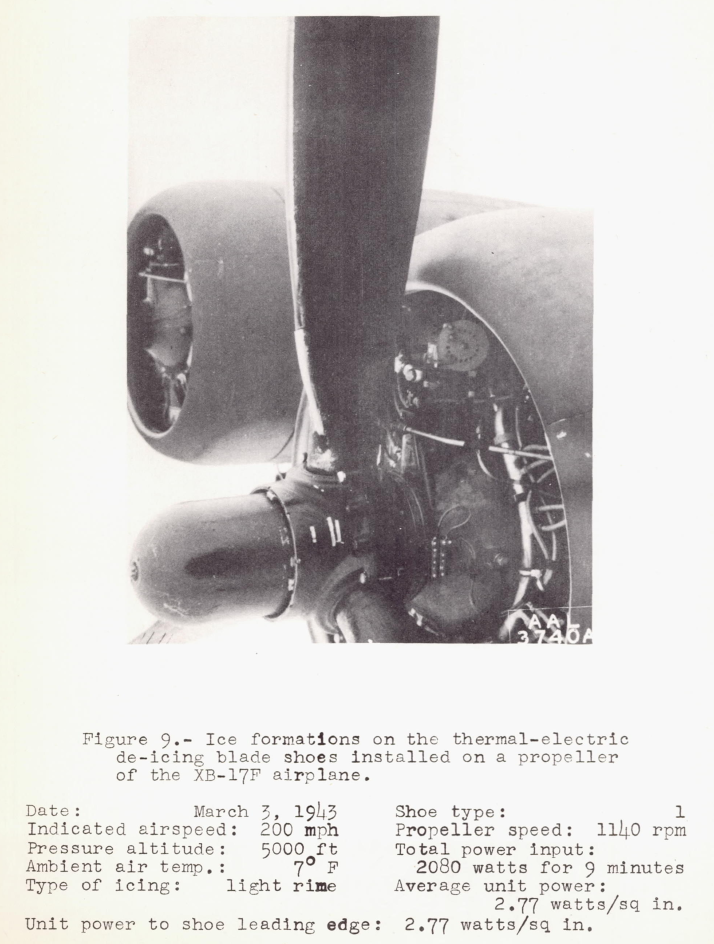 AAL
3740A
Figure 9.- Ice formations on the thermal-electric
de-icing blade shoes installed on a propeller
of the XB-17F airplane.
Date: March 3, 1943 Shoe type: 1
Indicated airspeed: 200 mph Propeller speed: 1140 rpm
Pressure altitude: 5000 ft Total power input:
Ambient air temp.: 7° F 2080 watts for 9 minutes
Type of icing: light rime Average unit power:
2.77 watts/sq in.
Unit power to shoe leading edge: 2.77 watts/sq in.